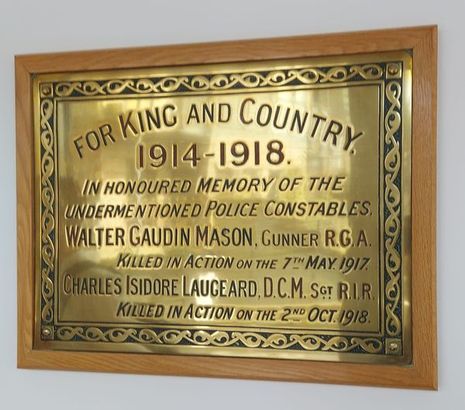 FOR KING AND COUNTRY.
1914-1918.
IN HONOURED MEMORY OF THE
UNDERMENTIONED POLICE CONSTABLES,
WALTER GAUDIN MASON, GUNNER R.G.A.
KILLED IN ACTION ON THE 7TH MAY. 1917.
CHARLES ISIDORE LAUGEARD, D.C.M. SGT R.I.R.
KILLED IN ACTION ON THE 2ND OCT. 1918.